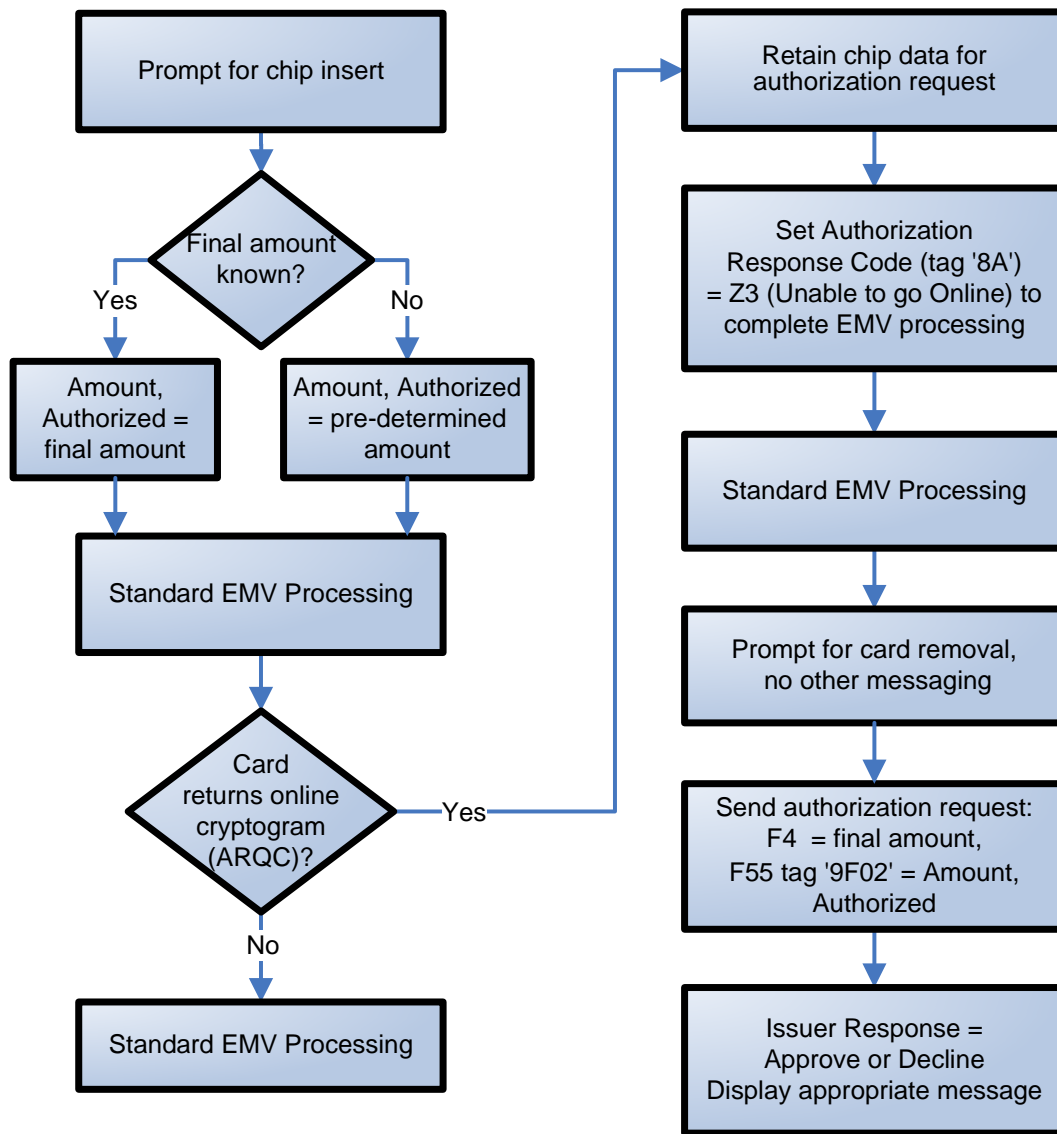 Prompt for chip insert
Final amount
known?
Yes
No
Amount,
Authorized =
final amount
Amount, Authorized
= pre-determined
amount
Standard EMV Processing
Card
returns online
cryptogram
(ARQC)?
Yes
No
Standard EMV Processing
Retain chip data for
authorization request
Set Authorization
Response Code (tag '8A')
= Z3 (Unable to go Online) to
complete EMV processing
Standard EMV Processing
Prompt for card removal,
no other messaging
Send authorization request:
F4 = final amount,
F55 tag '9F02' = Amount,
Authorized
Issuer Response =
Approve or Decline
Display appropriate message